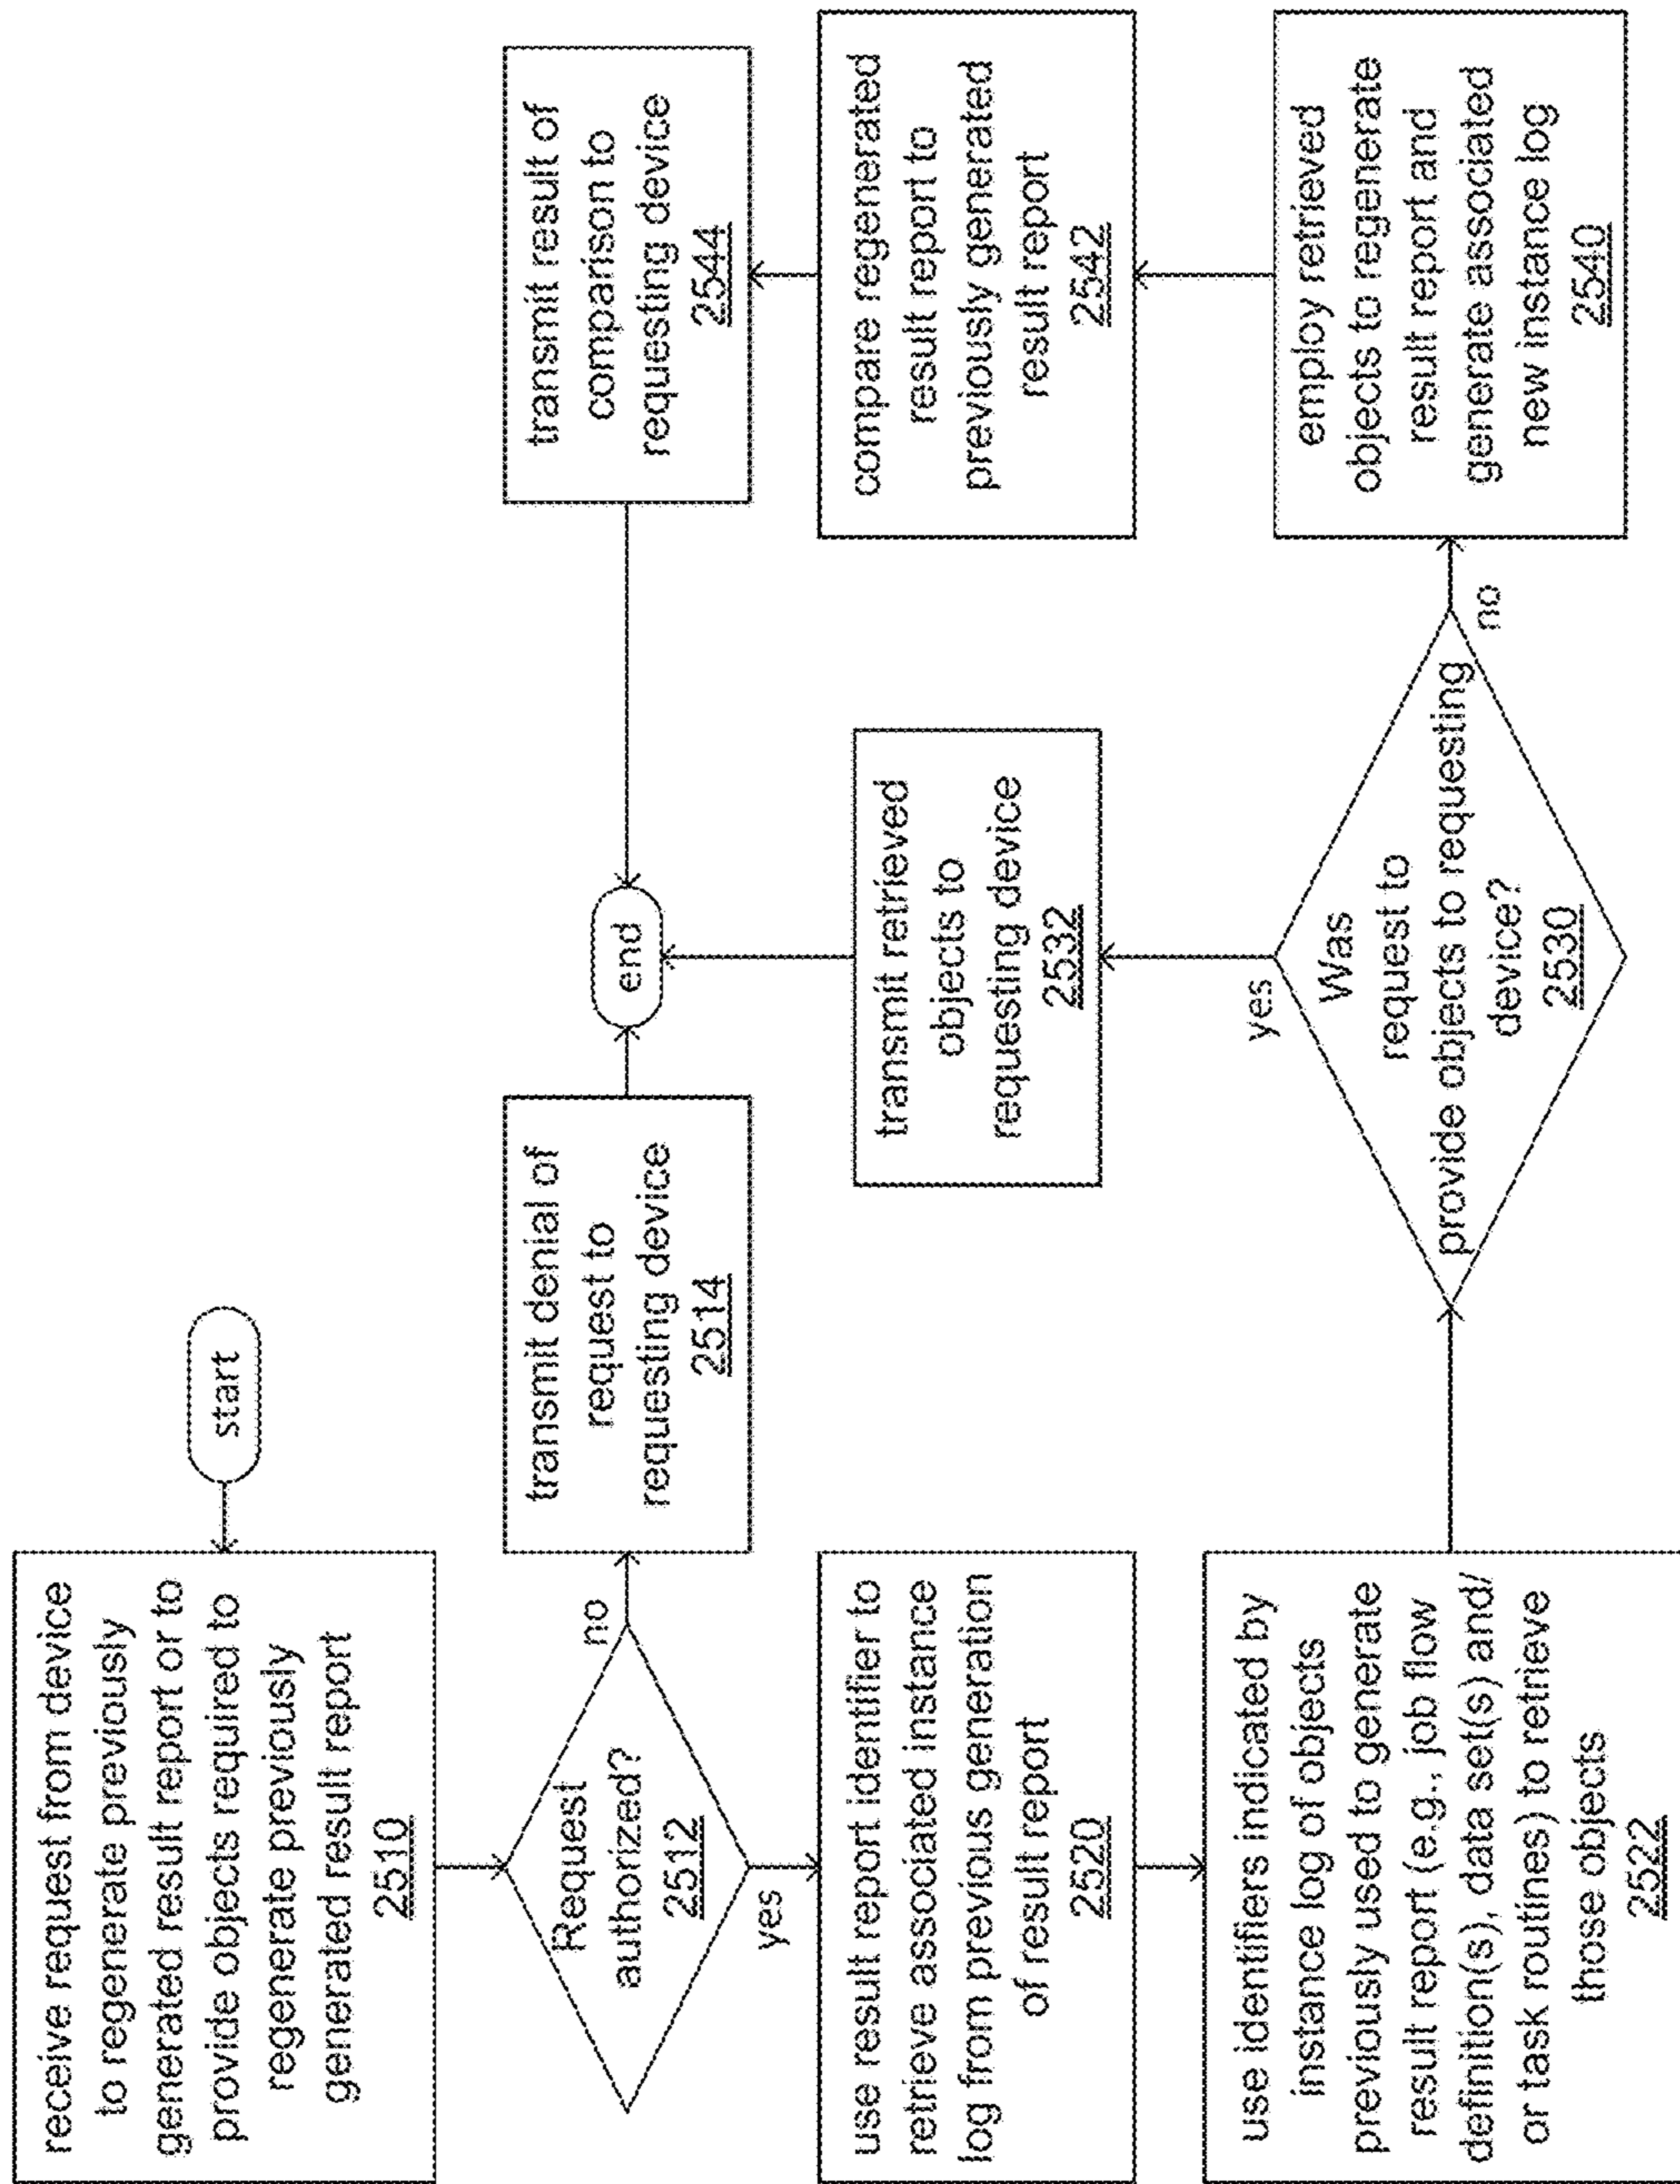 start
receive request from device
to regenerate previously
generated result report or to
provide objects required to
regenerate previously
generated result report
2510
Request
authorized?
2512
no
yes
transmit denial of
request to
requesting device
2514
use result report identifier to
retrieve associated instance
log from previous generation
of result report
2520
use identifiers indicated by
instance log of objects
previously used to generate
result report (e.g., job flow
definition(s), data set(s) and/
or task routines) to retrieve
those objects
2522
Was
request to
provide objects to requesting
device?
2530
yes
no
transmit retrieved
objects to
requesting device
2532
end
employ retrieved
objects to regenerate
result report and
generate associated
new instance log
2540
compare regenerated
result report to
previously generated
result report
2542
transmit result of
comparison to
requesting device
2544